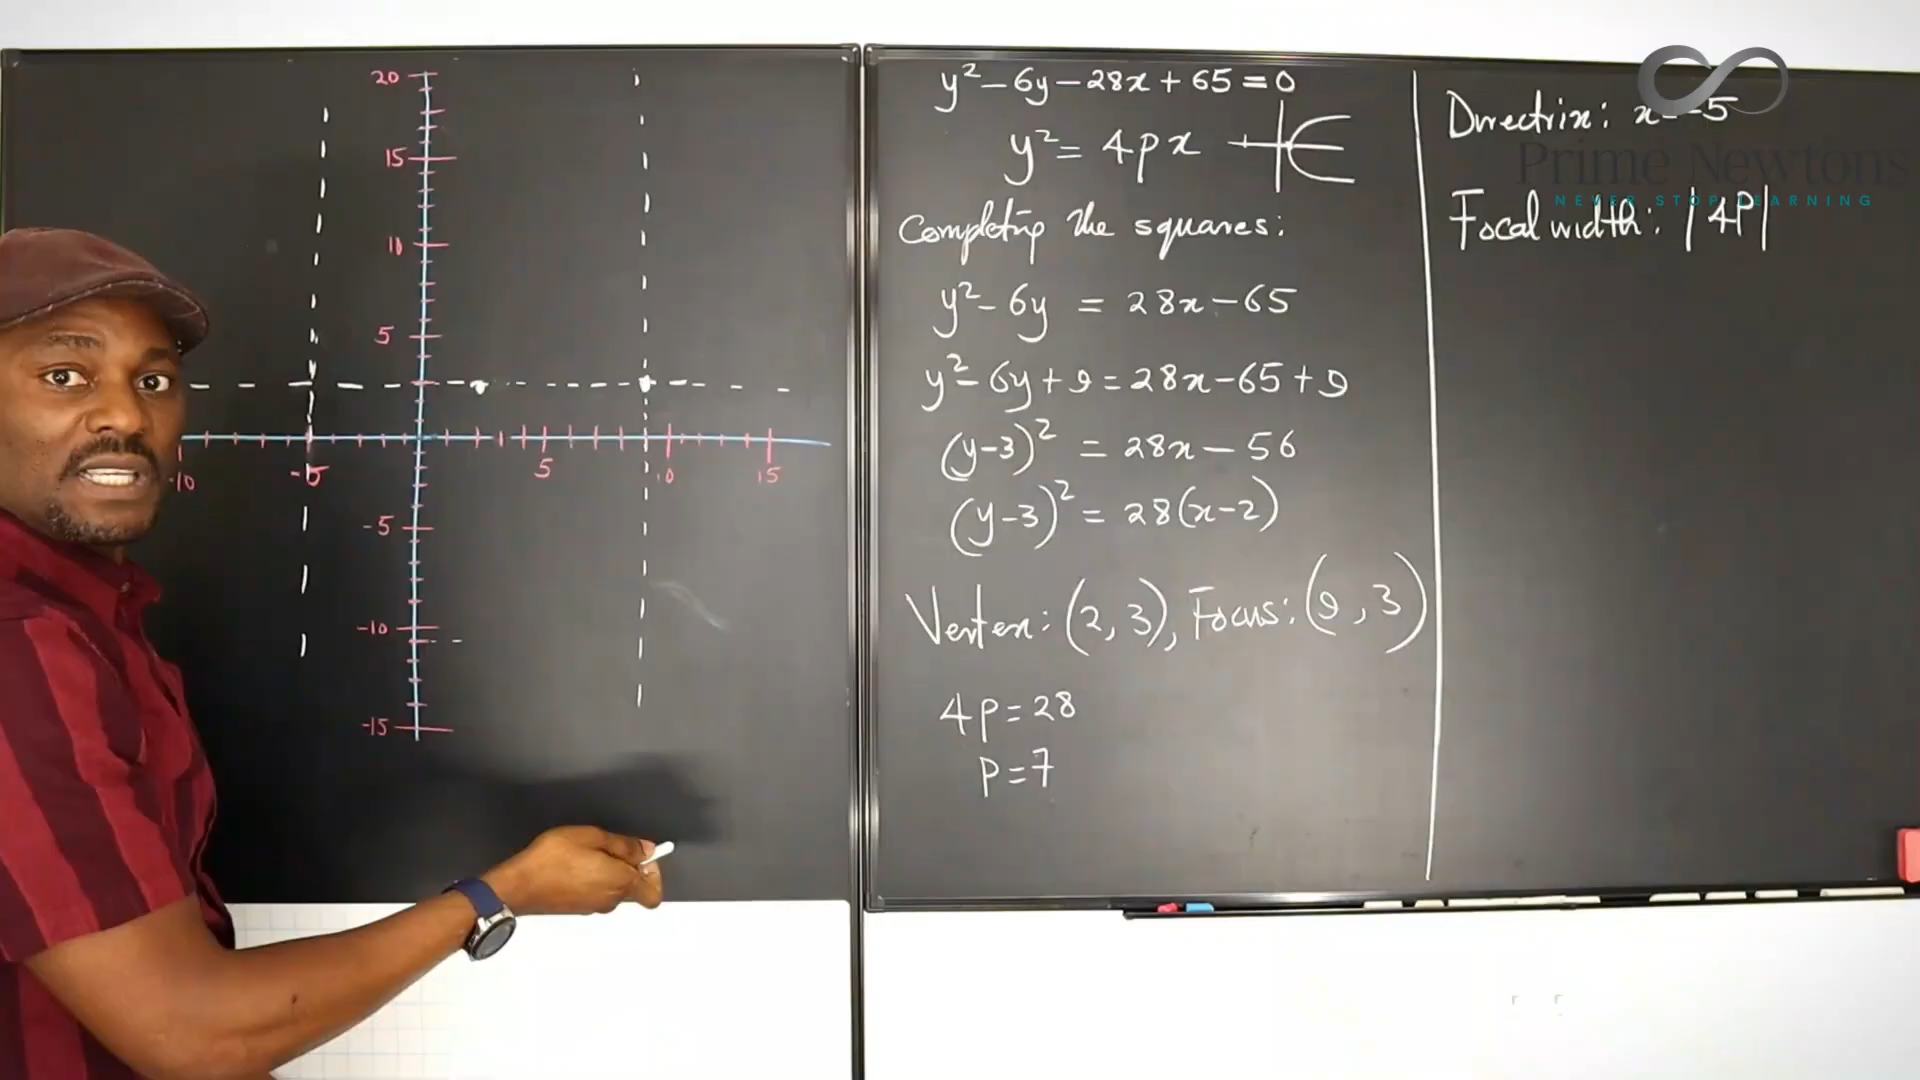 20
15
10
5
-10 -5 5 10 15
-5
-10
-15
y² - 6y - 28x + 65 = 0
y² = 4px
Completing the squares:
y² - 6y = 28x - 65
y² - 6y + 9 = 28x - 65 + 9
(y-3)² = 28x - 56
(y-3)² = 28(x-2)
Vertex: (2, 3), Focus: (9, 3)
4p = 28
p = 7
Directrix: x = -5
Focal width: |4P|
Prime Newtons
NEVER STOP LEARNING